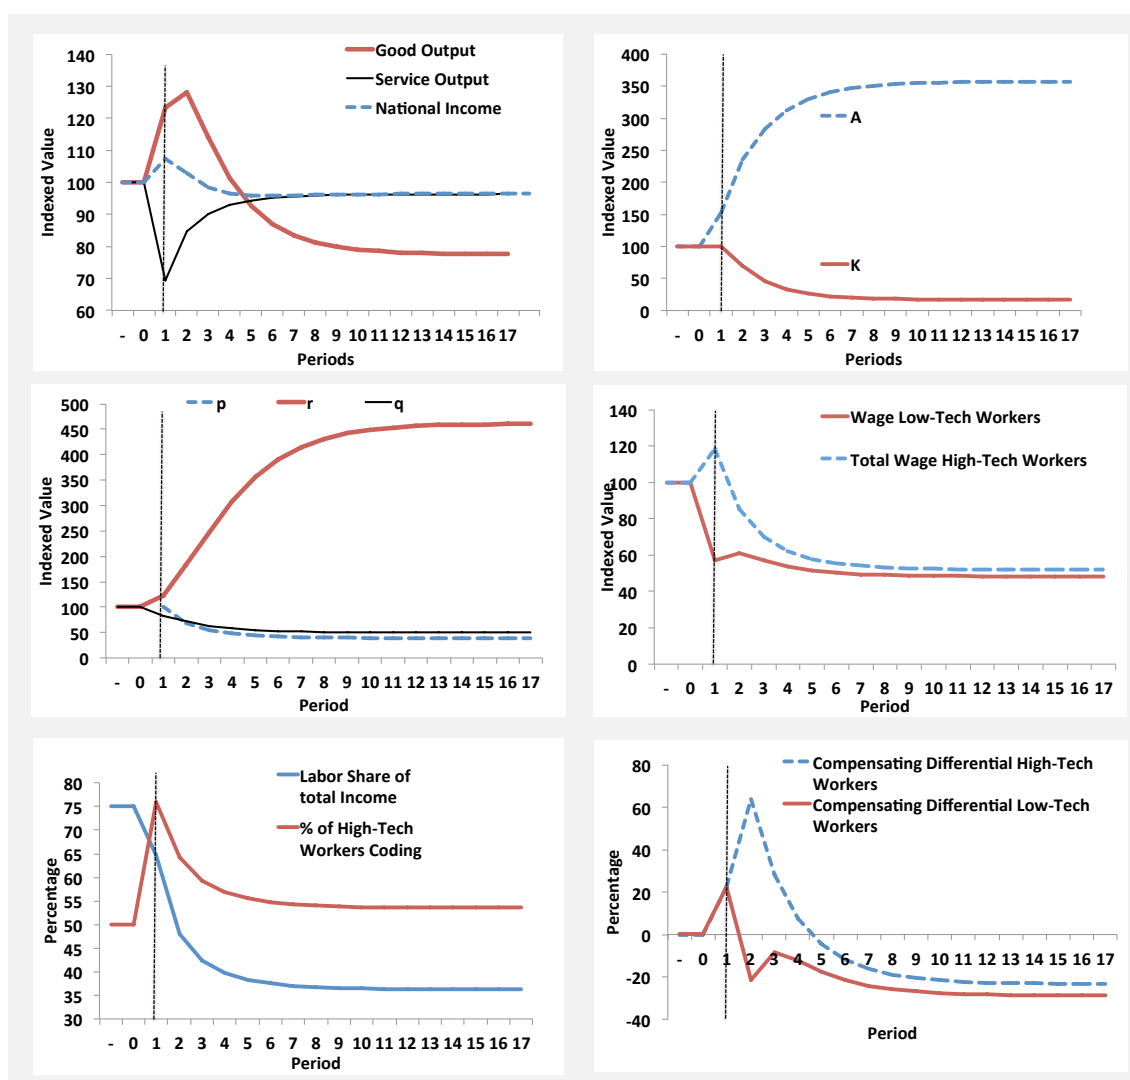 140
130
120
110
100
90
80
70
60
Indexed Value
Good Output
Service Output
National Income
- 0 1 2 3 4 5 6 7 8 9 10 11 12 13 14 15 16 17
Periods
400
350
300
250
200
150
100
50
0
Indexed Value
A
K
- 0 1 2 3 4 5 6 7 8 9 10 11 12 13 14 15 16 17
Periods
p r q
500
450
400
350
300
250
200
150
100
50
0
Indexed Value
- 0 1 2 3 4 5 6 7 8 9 10 11 12 13 14 15 16 17
Period
140
120
100
80
60
40
20
0
Indexed Value
Wage Low-Tech Workers
Total Wage High-Tech Workers
- 0 1 2 3 4 5 6 7 8 9 10 11 12 13 14 15 16 17
Period
80
75
70
65
60
55
50
45
40
35
30
Percentage
Labor Share of
total Income
% of High-Tech
Workers Coding
- 0 1 2 3 4 5 6 7 8 9 10 11 12 13 14 15 16 17
Period
80
60
40
20
0
-20
-40
Percentage
Compensating Differential High-Tech
Workers
Compensating Differential Low-Tech
Workers
- 0 1 2 3 4 5 6 7 8 9 10 11 12 13 14 15 16 17
Period